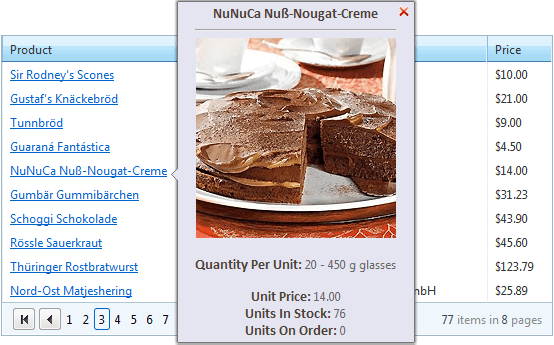 NuNuCa Nuß-Nougat-Creme
Product Price
Sir Rodney's Scones $10.00
Gustaf's Knäckebröd $21.00
Tunnbröd $9.00
Guaraná Fantástica $4.50
NuNuCa Nuß-Nougat-Creme $14.00
Gumbär Gummibärchen $31.23
Schoggi Schokolade $43.90
Rössle Sauerkraut $45.60
Thüringer Rostbratwurst $123.79
Nord-Ost Matjeshering mbH $25.89
Quantity Per Unit: 20 - 450 g glasses
Unit Price: 14.00
Units In Stock: 76
Units On Order: 0
1 2 3 4 5 6 7 77 items in 8 pages